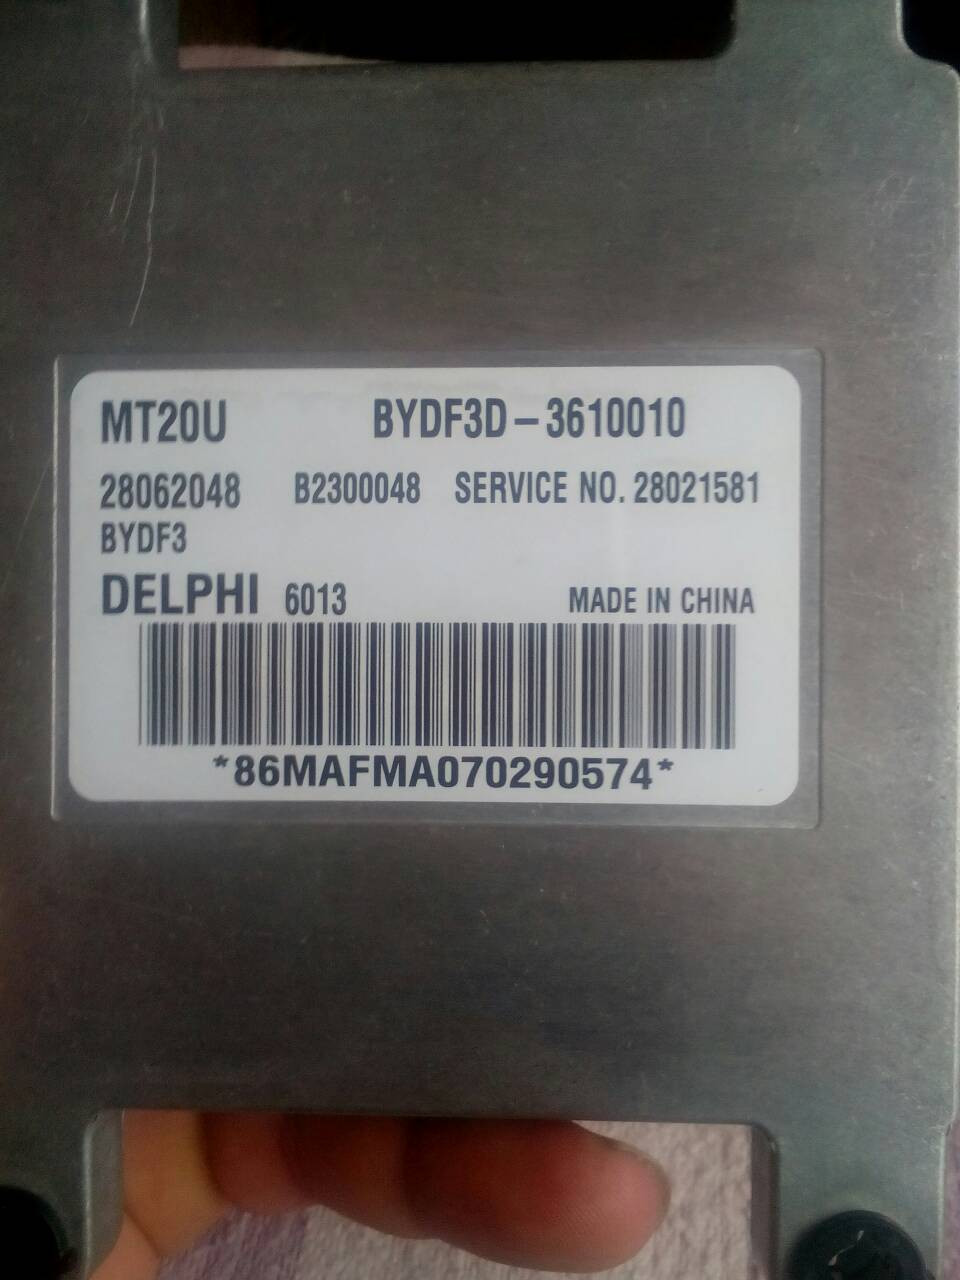 MT20U BYDF3D-3610010
28062048 B2300048 SERVICE NO. 28021581
BYDF3
DELPHI 6013 MADE IN CHINA
*86MAFMA070290574*